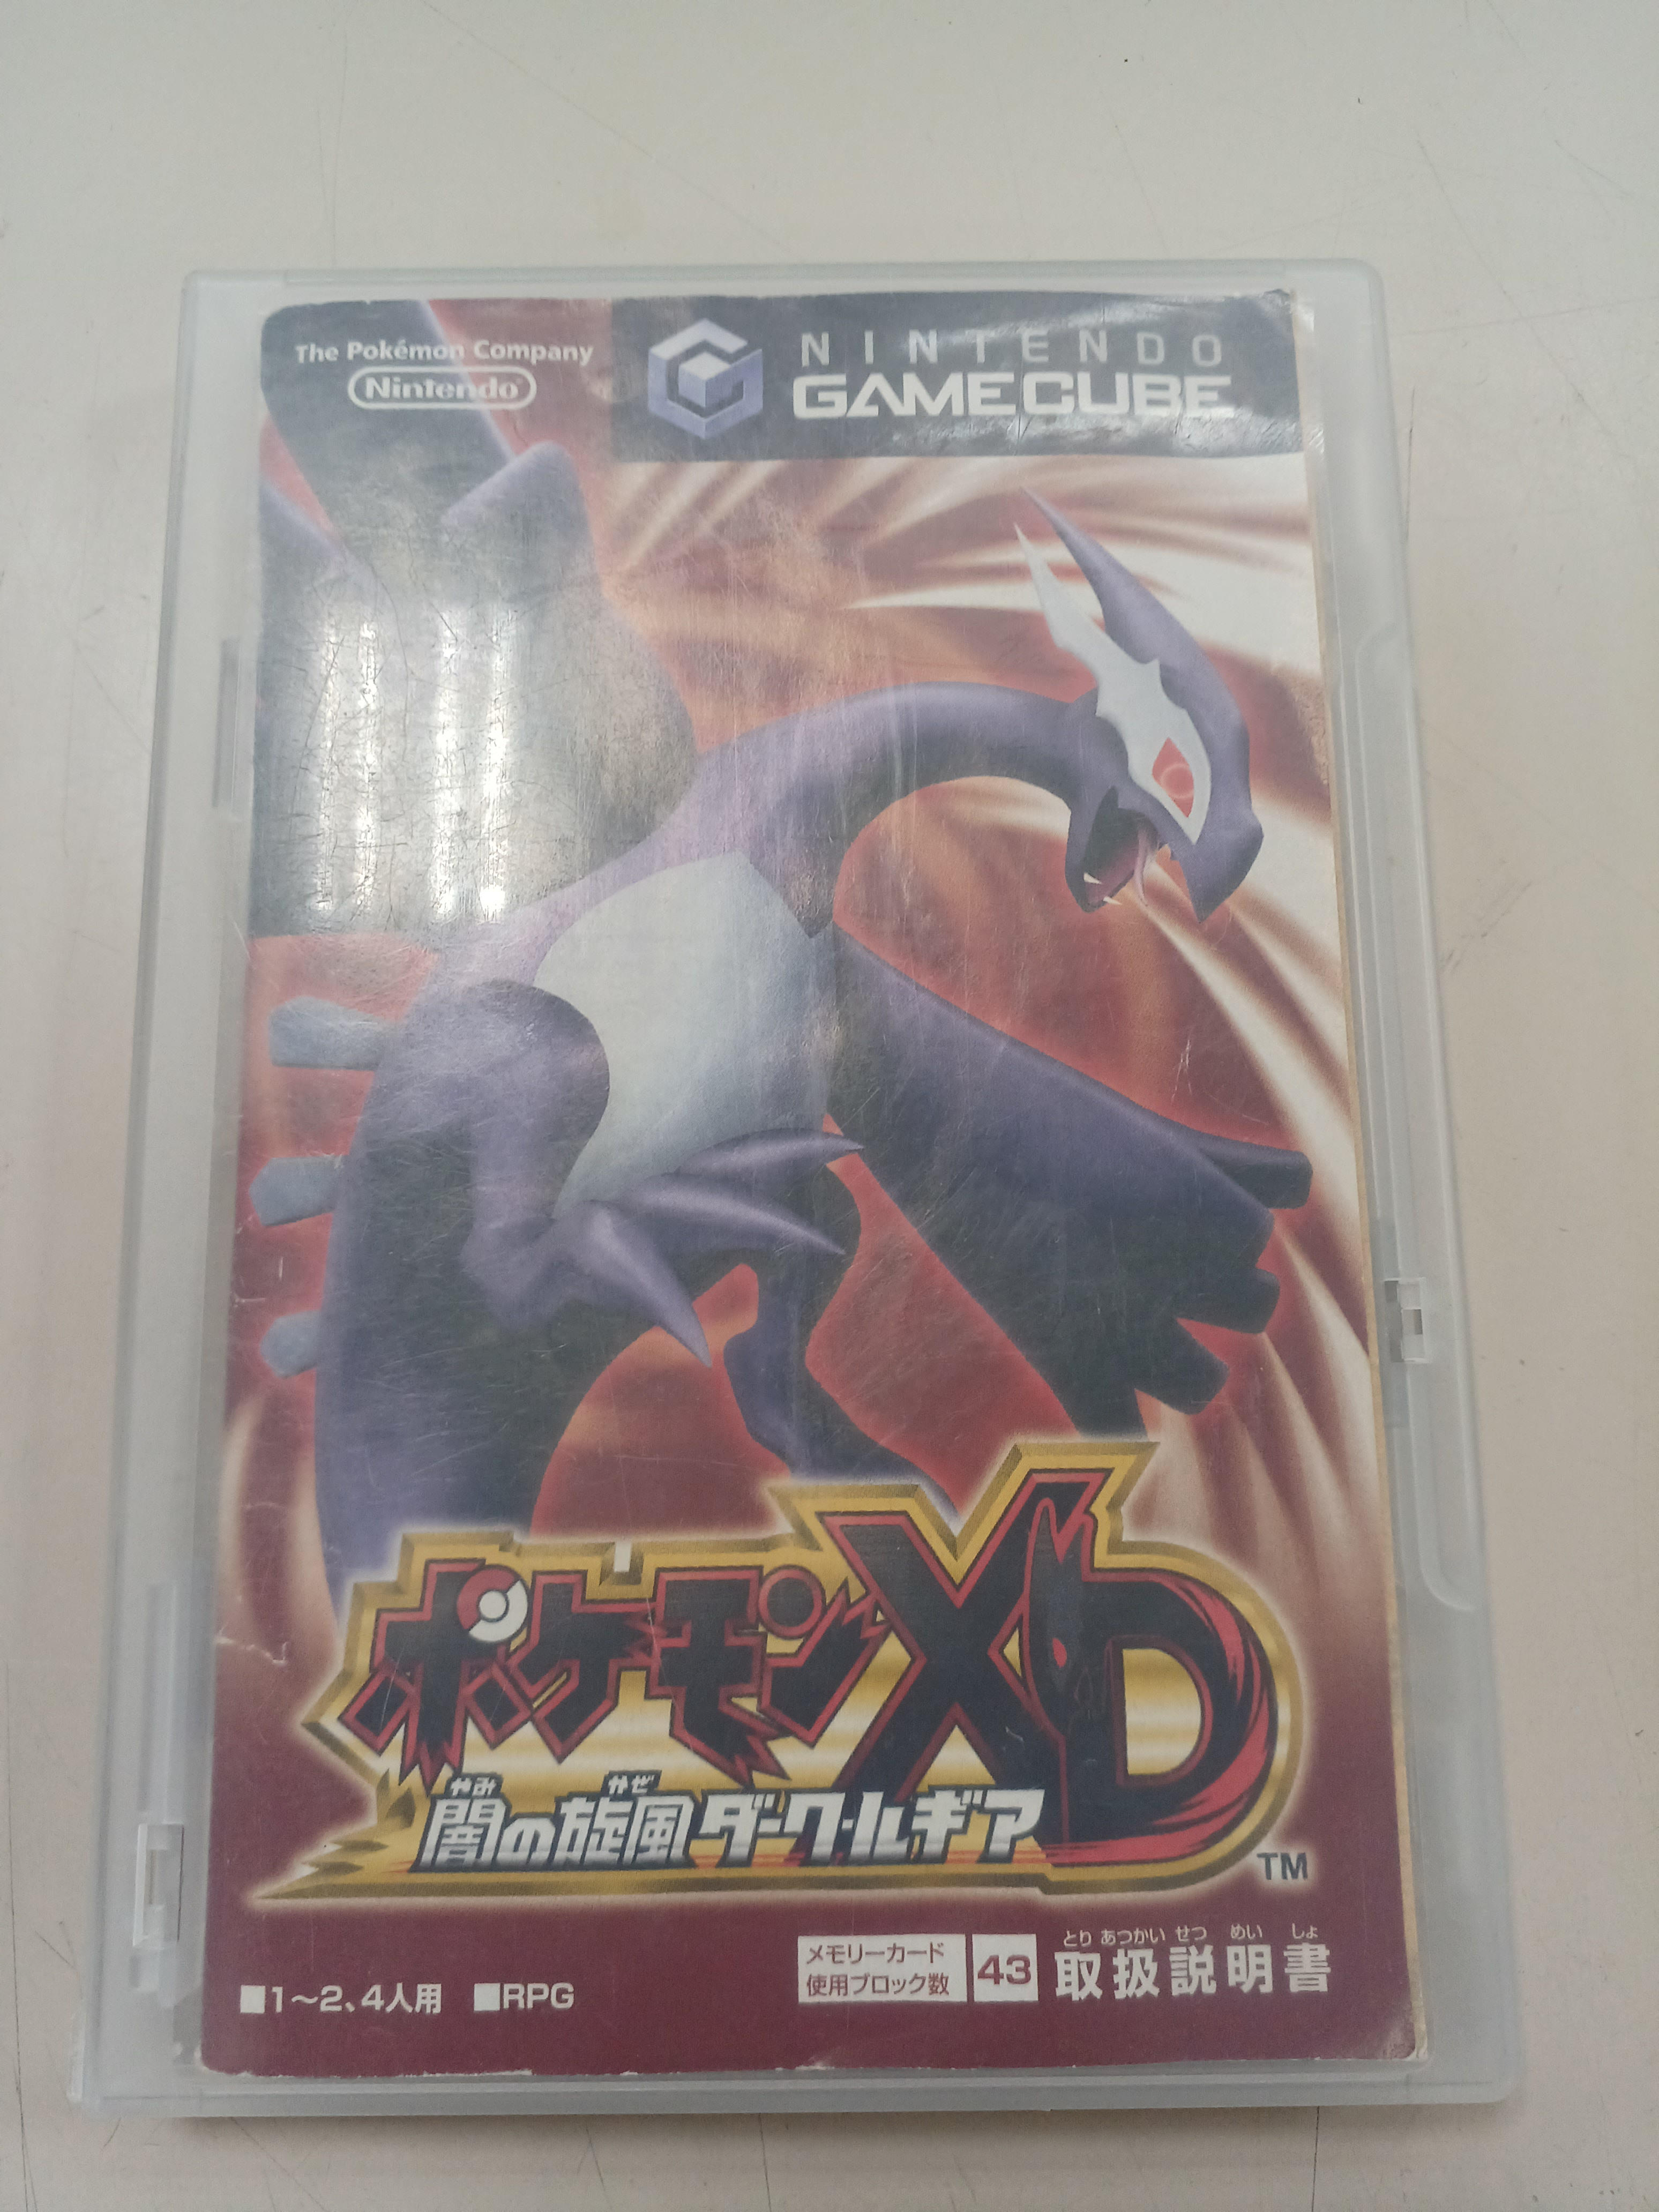 The Pokémon Company
Nintendo
NINTENDO
GAMECUBE
ポケモンXD
やみ かぜ
闇の旋風ダーク・ルギア
TM
■1〜2、4人用 ■RPG
メモリーカード
使用ブロック数
43
とり あつかい せつ めい しょ
取扱説明書